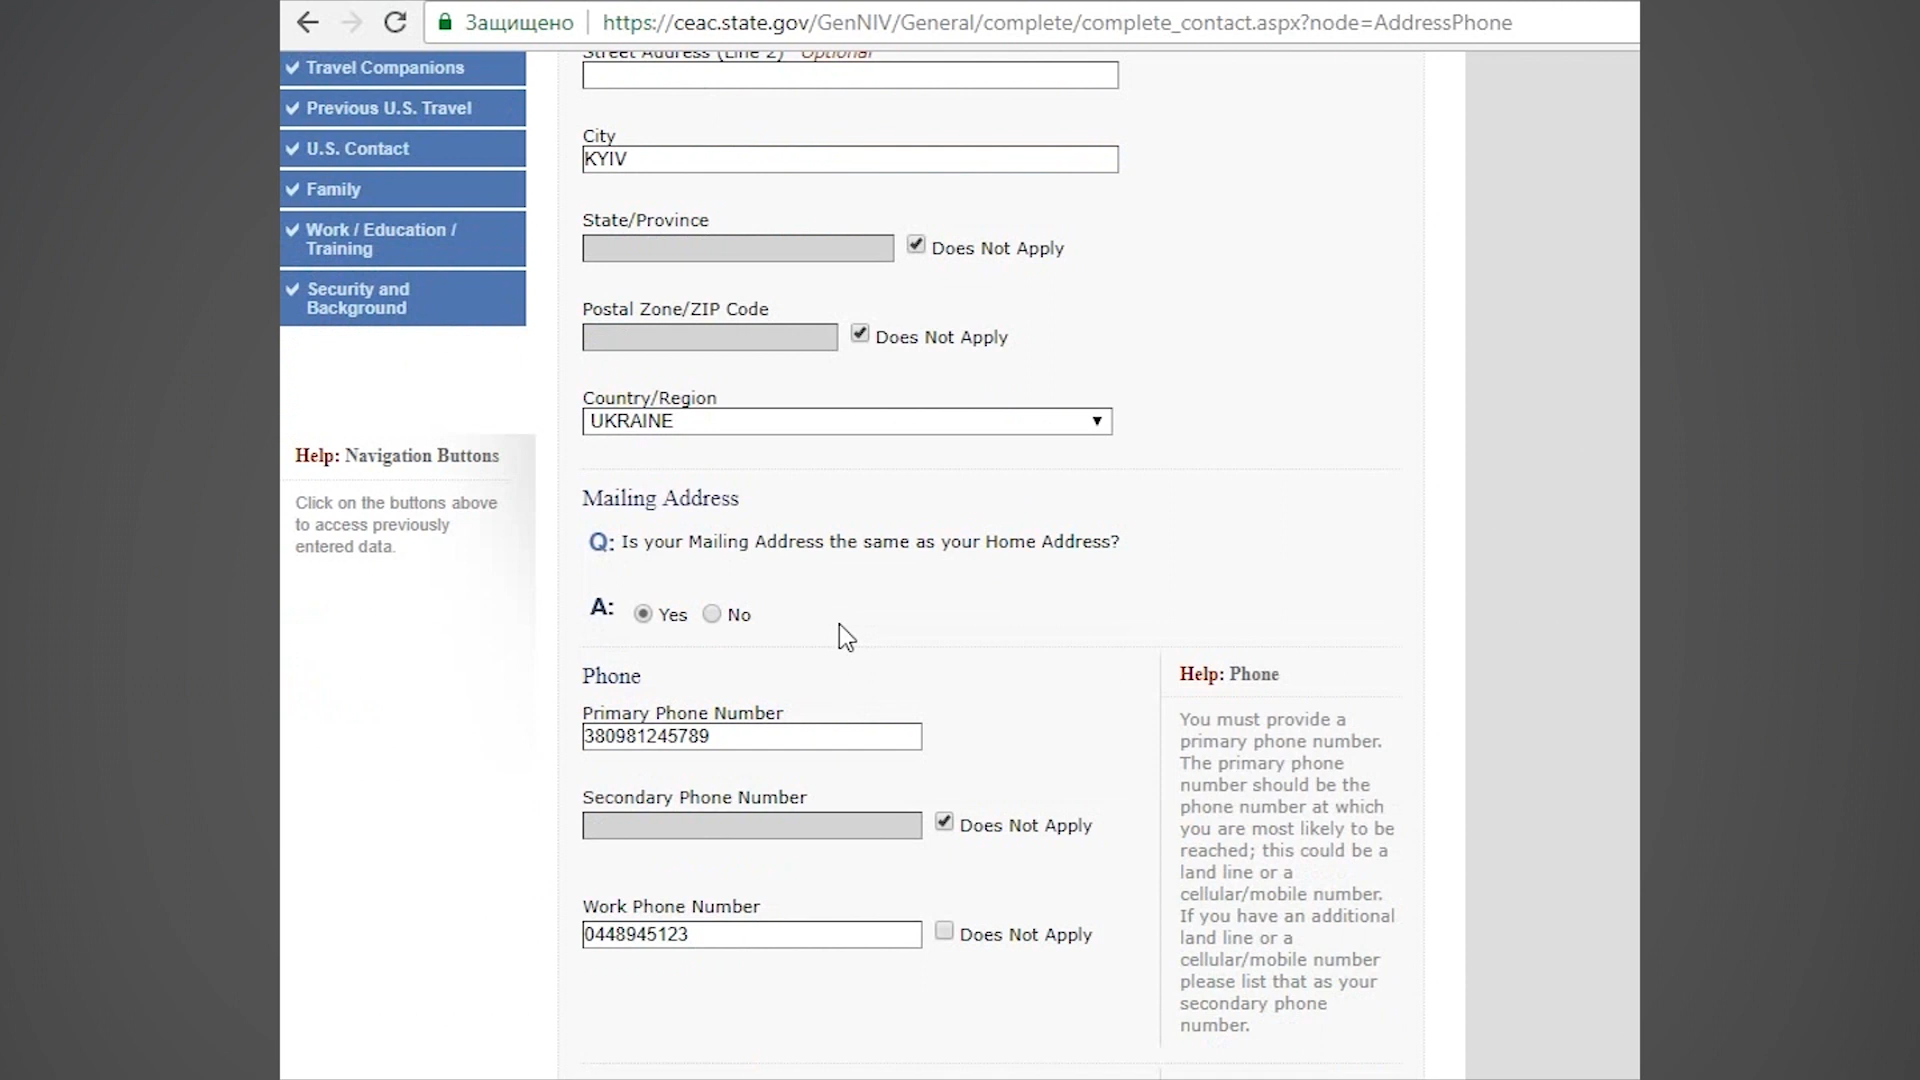 Защищено https://ceac.state.gov/GenNIV/General/complete/complete_contact.aspx?node=AddressPhone
Travel Companions
Previous U.S. Travel
U.S. Contact
Family
Work / Education /
Training
Security and
Background
Help: Navigation Buttons
Click on the buttons above
to access previously
entered data.
Street Address (Line 2) Optional
City
KYIV
State/Province
Does Not Apply
Postal Zone/ZIP Code
Does Not Apply
Country/Region
UKRAINE
Mailing Address
Q: Is your Mailing Address the same as your Home Address?
A: Yes No
Phone
Primary Phone Number
380981245789
Secondary Phone Number
Does Not Apply
Work Phone Number
0448945123 Does Not Apply
Help: Phone
You must provide a
primary phone number.
The primary phone
number should be the
phone number at which
you are most likely to be
reached; this could be a
land line or a
cellular/mobile number.
If you have an additional
land line or a
cellular/mobile number
please list that as your
secondary phone
number.